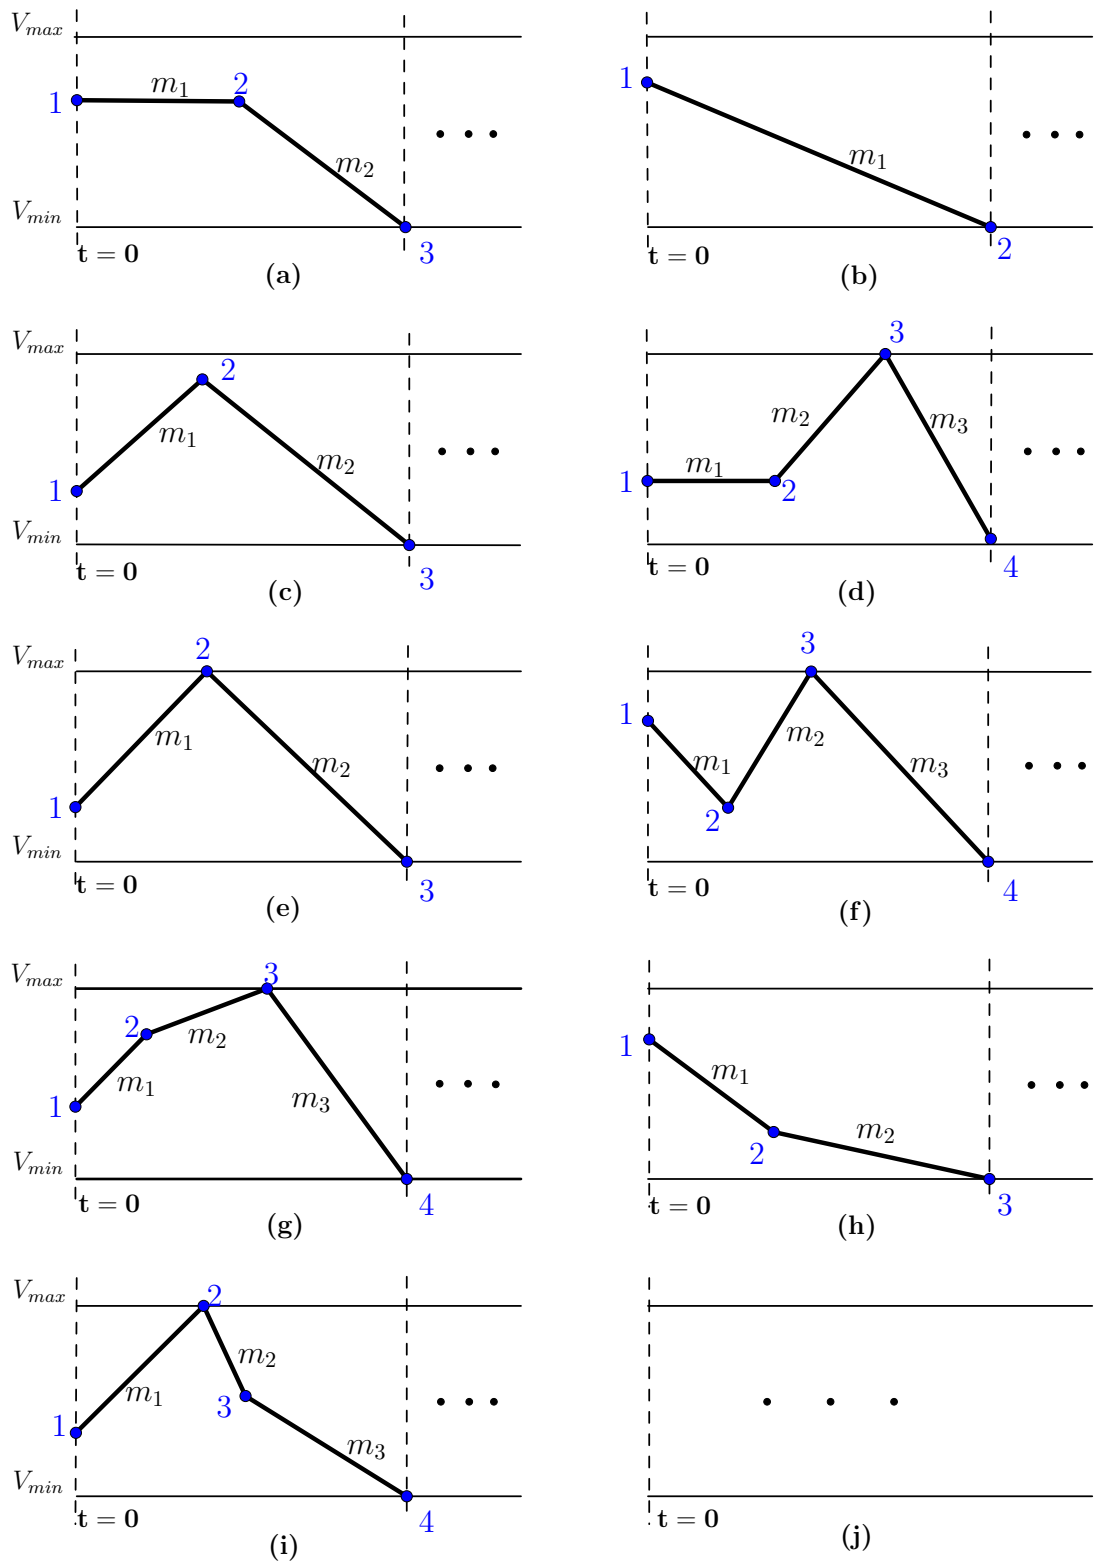 V_max
1 m_1 2
m_2
V_min
t = 0 3
(a)
1
m_1
t = 0 2
(b)
V_max
2
m_1
m_2
1
V_min
t = 0 3
(c)
3
m_2 m_3
m_1
1 2
t = 0 4
(d)
2
V_max
m_1 m_2
1
V_min
t = 0 3
(e)
3
1
m_1 m_2 m_3
2
t = 0 4
(f)
V_max 3
2 m_2
m_1 m_3
1
V_min
t = 0 4
(g)
1
m_1
2 m_2
t = 0 3
(h)
V_max 2
m_2
m_1 3
1 m_3
V_min
t = 0 4
(i)
t = 0
(j)